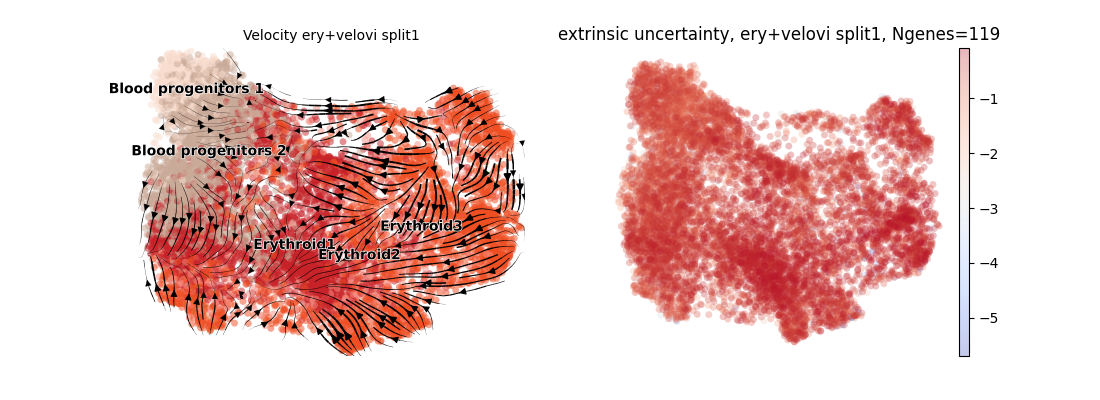 Velocity ery+velovi split1
Blood progenitors 1
Blood progenitors 2
Erythroid3
Erythroid1
Erythroid2
extrinsic uncertainty, ery+velovi split1, Ngenes=119
−1
−2
−3
−4
−5